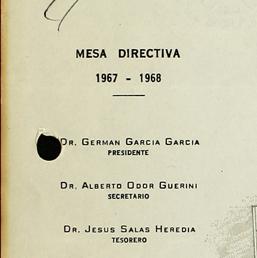 MESA DIRECTIVA
1967 - 1968
DR. GERMAN GARCIA GARCIA
PRESIDENTE
DR. ALBERTO ODOR GUERINI
SECRETARIO
DR. JESUS SALAS HEREDIA
TESORERO